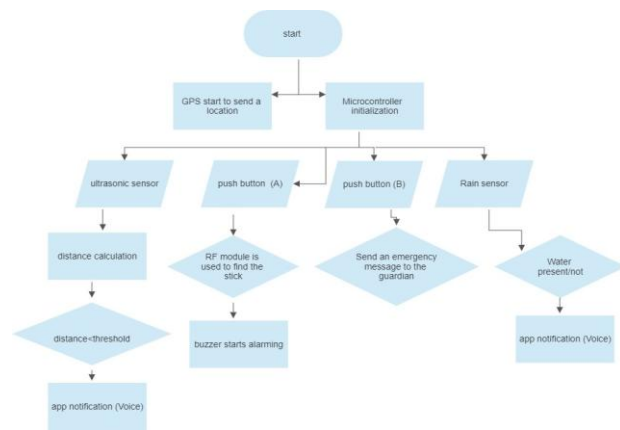 start
GPS start to send a
location
Microcontroller
initialization
ultrasonic sensor
push button (A)
push button (B)
Rain sensor
distance calculation
RF module is
used to find the
stick
Send an emergency
message to the
guardian
Water
present/not
distance<threshold
buzzer starts alarming
app notification (Voice)
app notification (Voice)